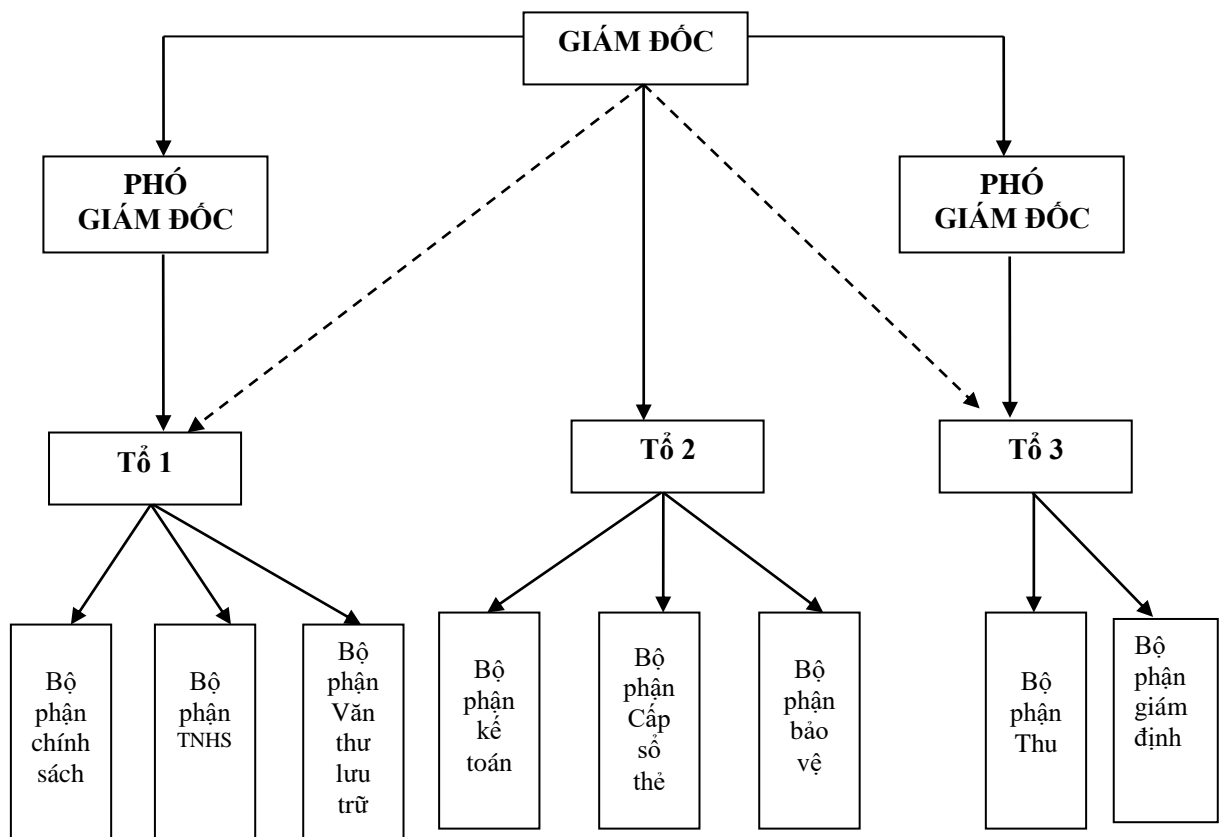 GIÁM ĐỐC
PHÓ
GIÁM ĐỐC
PHÓ
GIÁM ĐỐC
Tổ 1
Tổ 2
Tổ 3
Bộ
phận
chính
sách
Bộ
phận
TNHS
Bộ
phận
Văn
thư
lưu
trữ
Bộ
phận
kế
toán
Bộ
phận
Cấp
sổ
thẻ
Bộ
phận
bảo
vệ
Bộ
phận
Thu
Bộ
phận
giám
định